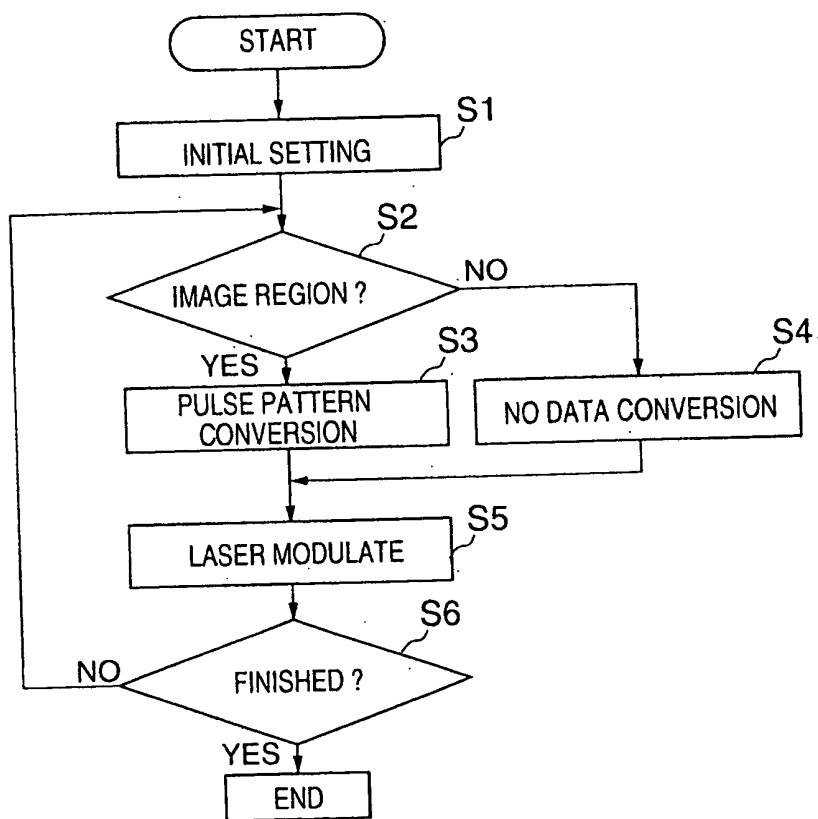 START
S1
INITIAL SETTING
S2
IMAGE REGION ?
NO
YES
S3
S4
PULSE PATTERN
CONVERSION
NO DATA CONVERSION
S5
LASER MODULATE
S6
NO
FINISHED ?
YES
END